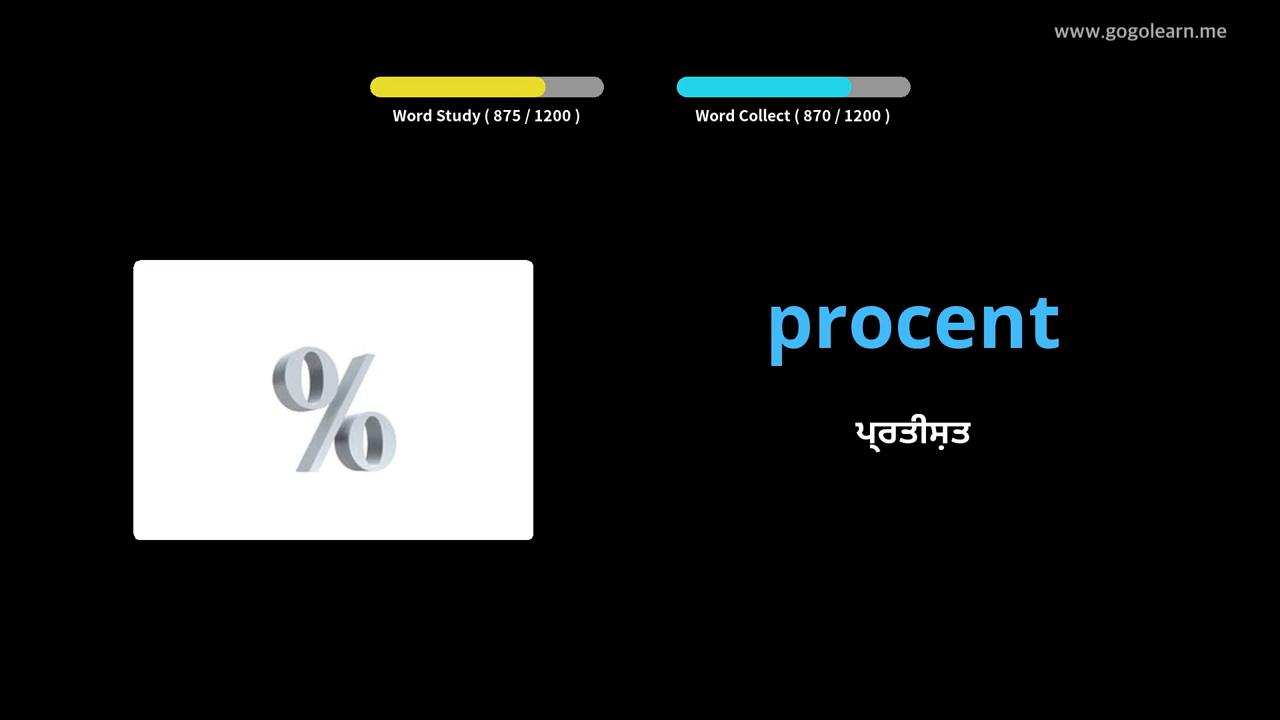 www.gogolearn.me
Word Study ( 875 / 1200 )
Word Collect ( 870 / 1200 )
%
procent
ਪ੍ਰਤੀਸ਼ਤ